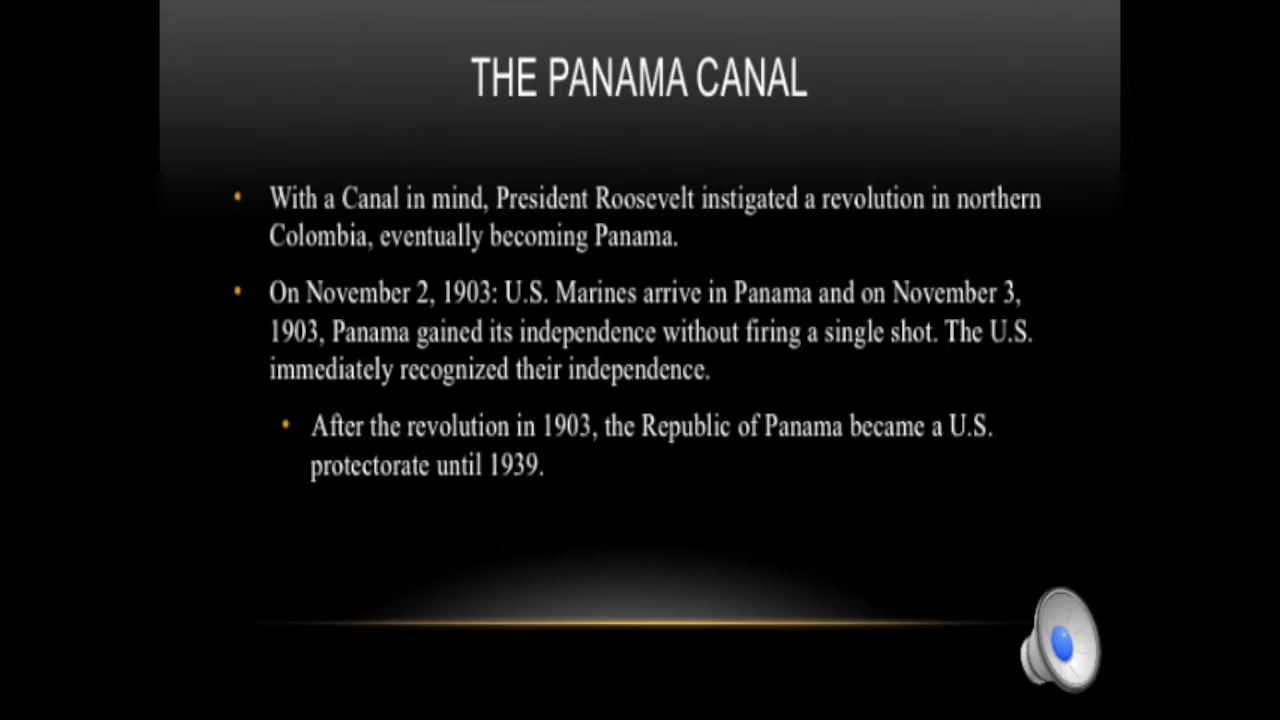 THE PANAMA CANAL
• With a Canal in mind, President Roosevelt instigated a revolution in northern
Colombia, eventually becoming Panama.
• On November 2, 1903: U.S. Marines arrive in Panama and on November 3,
1903, Panama gained its independence without firing a single shot. The U.S.
immediately recognized their independence.
• After the revolution in 1903, the Republic of Panama became a U.S.
protectorate until 1939.